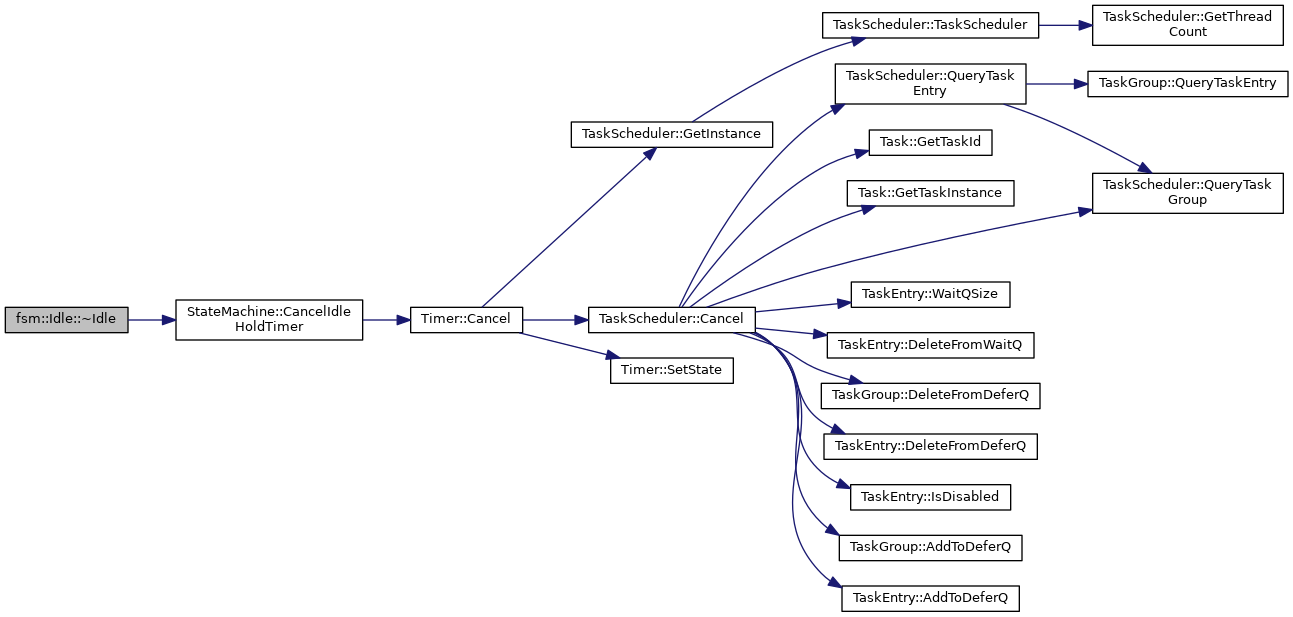 fsm::Idle::~Idle
StateMachine::CancelIdle
HoldTimer
Timer::Cancel
TaskScheduler::GetInstance
TaskScheduler::Cancel
Timer::SetState
TaskScheduler::TaskScheduler
TaskScheduler::QueryTask
Entry
Task::GetTaskId
Task::GetTaskInstance
TaskEntry::WaitQSize
TaskEntry::DeleteFromWaitQ
TaskGroup::DeleteFromDeferQ
TaskEntry::DeleteFromDeferQ
TaskEntry::IsDisabled
TaskGroup::AddToDeferQ
TaskEntry::AddToDeferQ
TaskScheduler::GetThread
Count
TaskGroup::QueryTaskEntry
TaskScheduler::QueryTask
Group